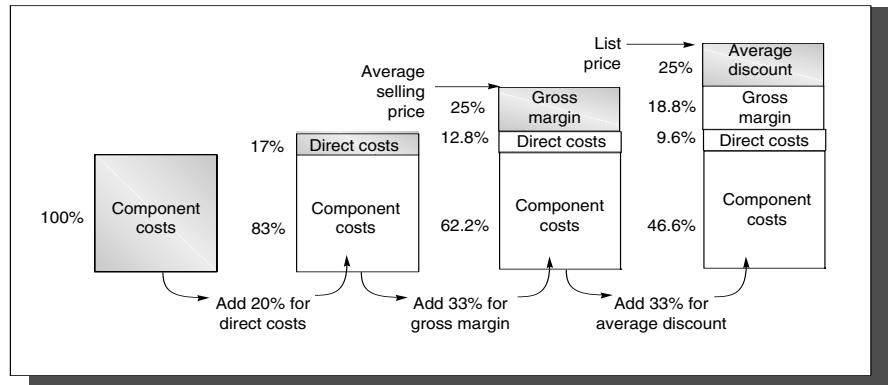 100%
Component
costs
Add 20% for
direct costs
17%
Direct costs
83%
Component
costs
Add 33% for
gross margin
Average
selling
price
25%
Gross
margin
12.8%
Direct costs
62.2%
Component
costs
Add 33% for
average discount
List
price
25%
Average
discount
18.8%
Gross
margin
9.6%
Direct costs
46.6%
Component
costs